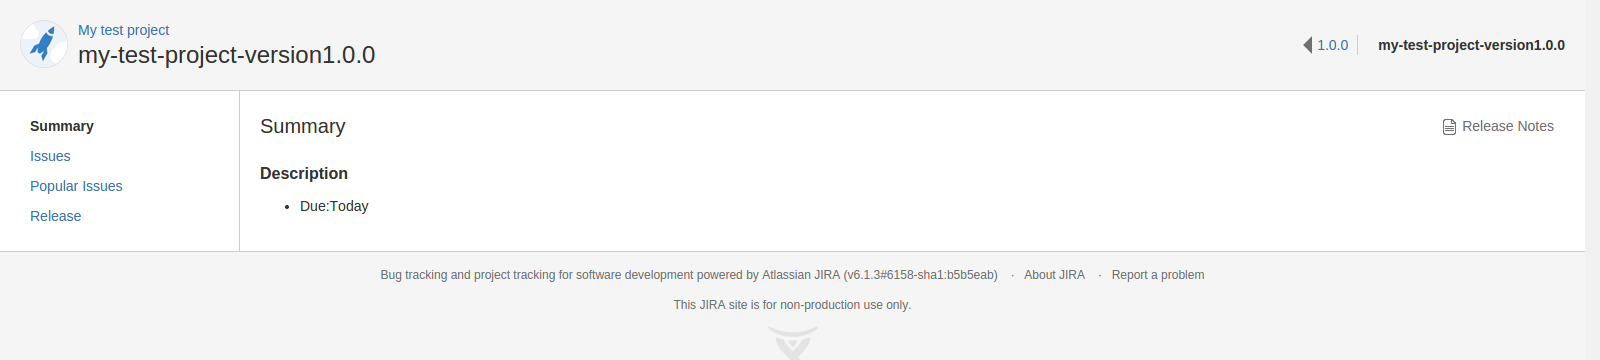 My test project
my-test-project-version1.0.0
1.0.0
my-test-project-version1.0.0
Summary
Issues
Popular Issues
Release
Summary
Release Notes
Description
Due:Today
Bug tracking and project tracking for software development powered by Atlassian JIRA (v6.1.3#6158-sha1:b5b5eab) · About JIRA · Report a problem
This JIRA site is for non-production use only.